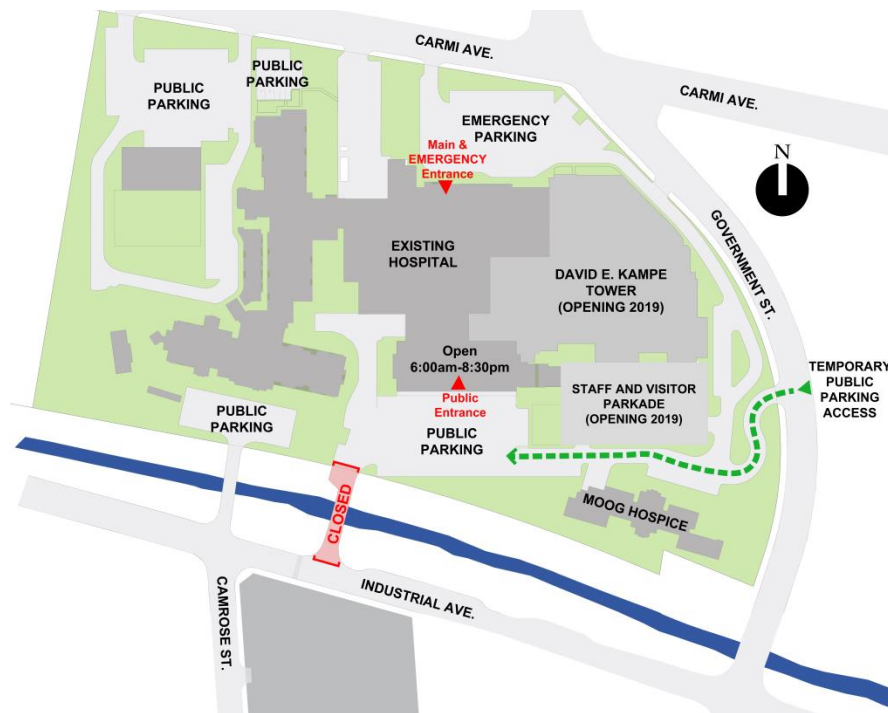 CARMI AVE.
CARMI AVE.
PUBLIC
PARKING
PUBLIC
PARKING
EMERGENCY
PARKING
Main &
EMERGENCY
Entrance
N
GOVERNMENT ST.
EXISTING
HOSPITAL
DAVID E. KAMPE
TOWER
(OPENING 2019)
Open
6:00am-8:30pm
Public
Entrance
STAFF AND VISITOR
PARKADE
(OPENING 2019)
TEMPORARY
PUBLIC
PARKING
ACCESS
PUBLIC
PARKING
PUBLIC
PARKING
MOOG HOSPICE
CLOSED
INDUSTRIAL AVE.
CAMROSE ST.